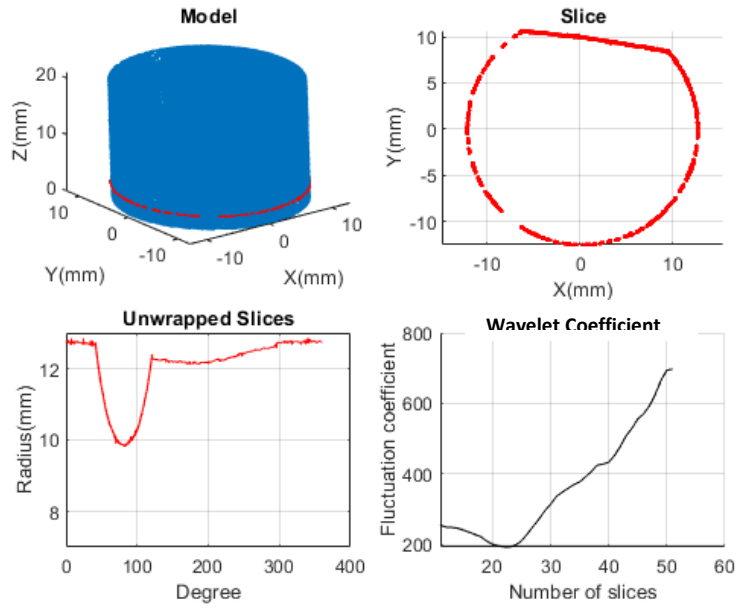 Model
20
10
0
Z(mm)
10
0
-10
Y(mm)
-10
0
10
X(mm)
Slice
10
5
0
-5
-10
Y(mm)
-10
0
10
X(mm)
Unwrapped Slices
12
10
8
Radius(mm)
0
100
200
300
400
Degree
Wavelet Coefficient
800
600
400
200
Fluctuation coefficient
20
30
40
50
60
Number of slices